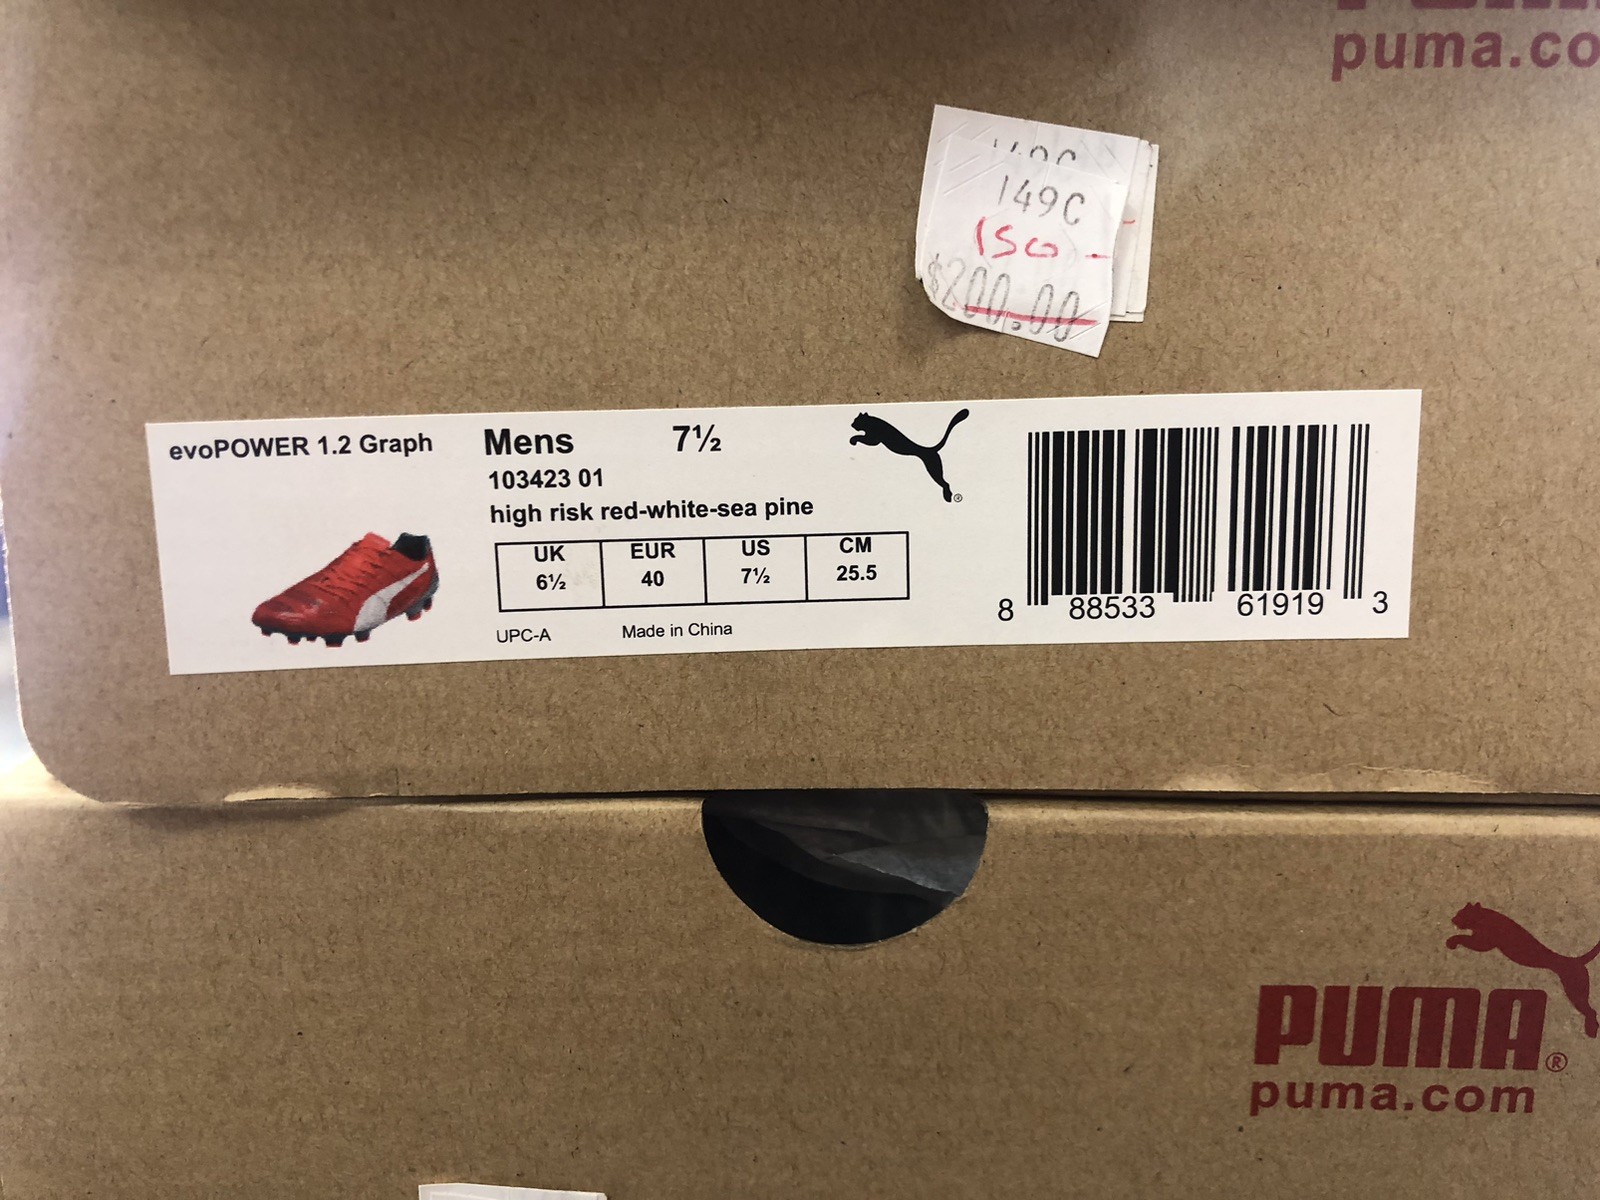 puma.co
149C
150 -
$200.00
evoPOWER 1.2 Graph
Mens 7½
103423 01
high risk red-white-sea pine
UK EUR US CM
6½ 40 7½ 25.5
UPC-A Made in China
8 88533 61919 3
PUMA®
puma.com